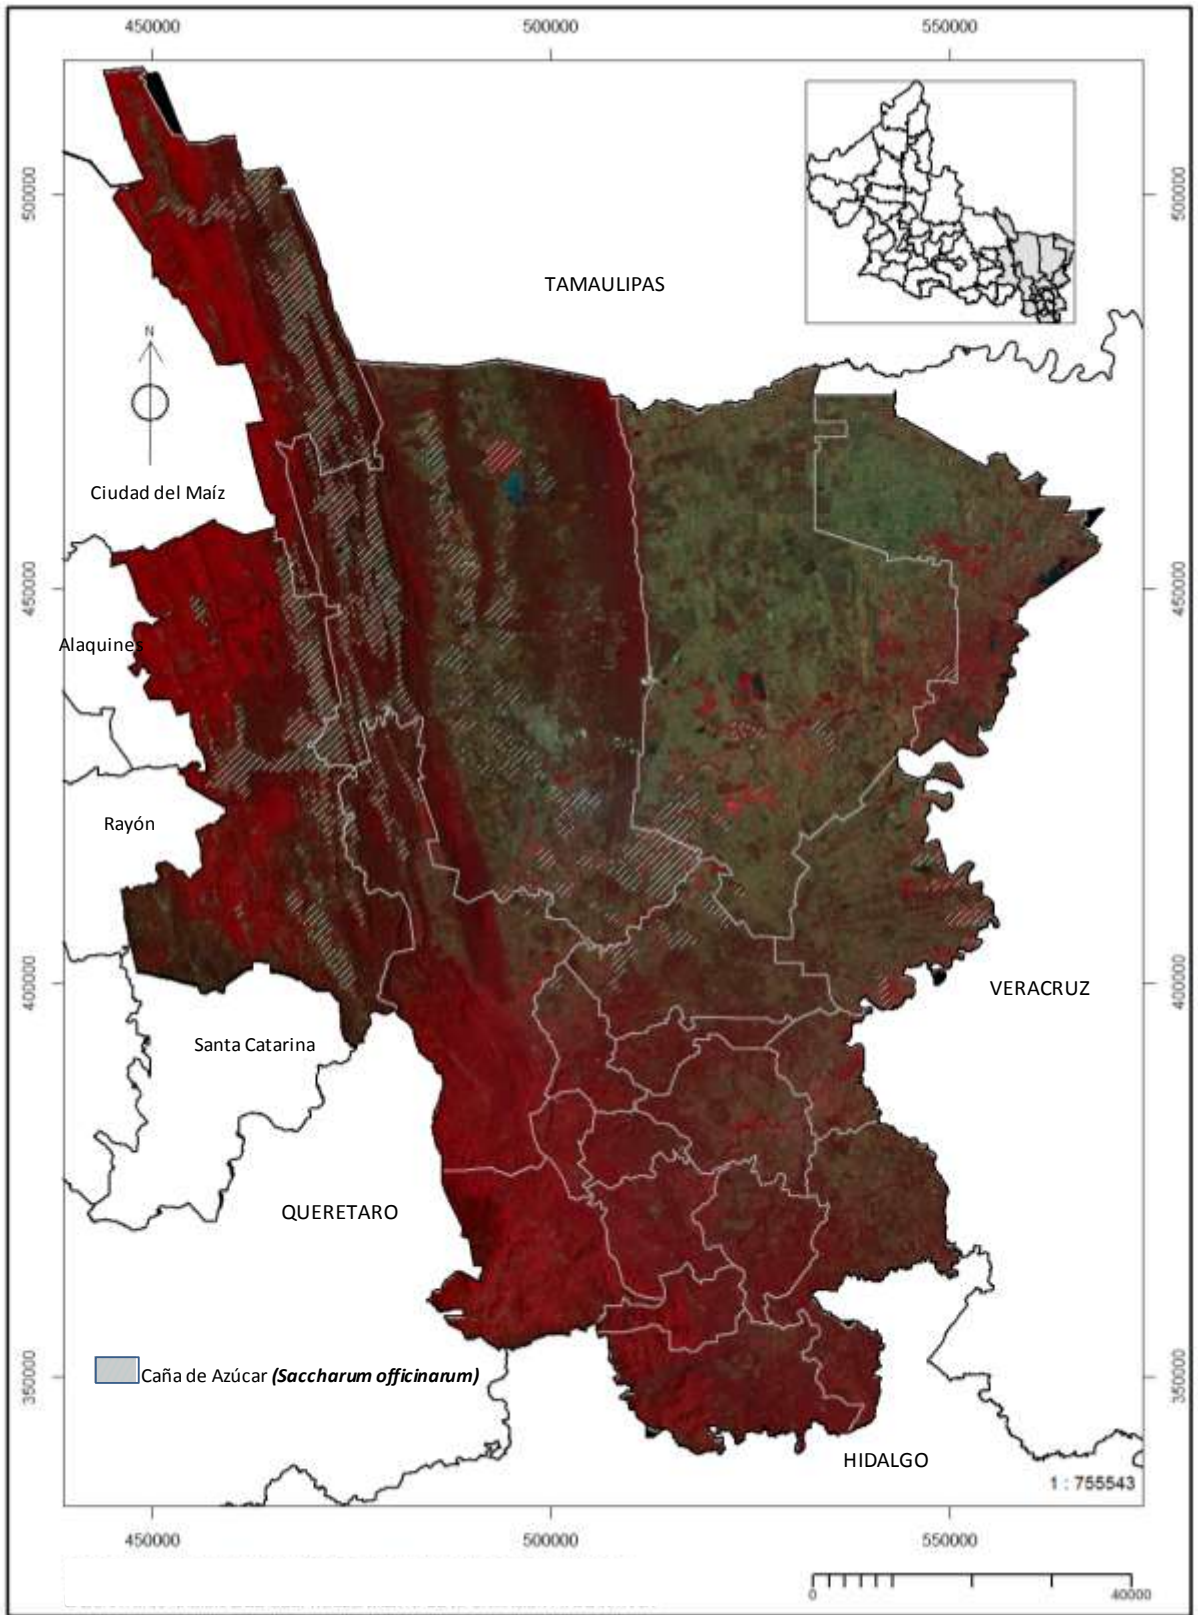 450000 500000 550000
500000
500000
TAMAULIPAS
N
Ciudad del Maíz
450000
450000
Alaquines
Rayón
400000
400000
VERACRUZ
Santa Catarina
QUERETARO
350000
350000
Caña de Azúcar (Saccharum officinarum)
HIDALGO
1 : 755543
450000 500000 550000
0 40000